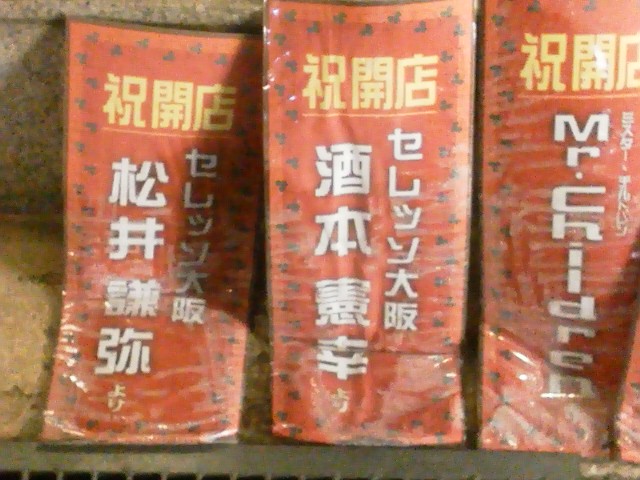 祝開店
セレッソ大阪
松井謙弥
より
祝開店
セレッソ大阪
酒本憲幸
より
祝開店
ミスター・チルドレン
Mr.Children